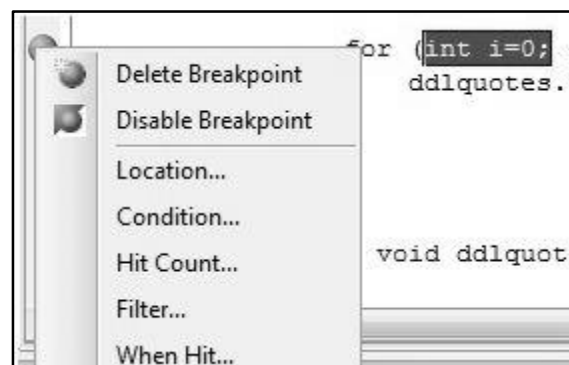 for (int i=0;
ddlquotes.
Delete Breakpoint
Disable Breakpoint
Location...
Condition...
Hit Count...
void ddlquot
Filter...
When Hit...